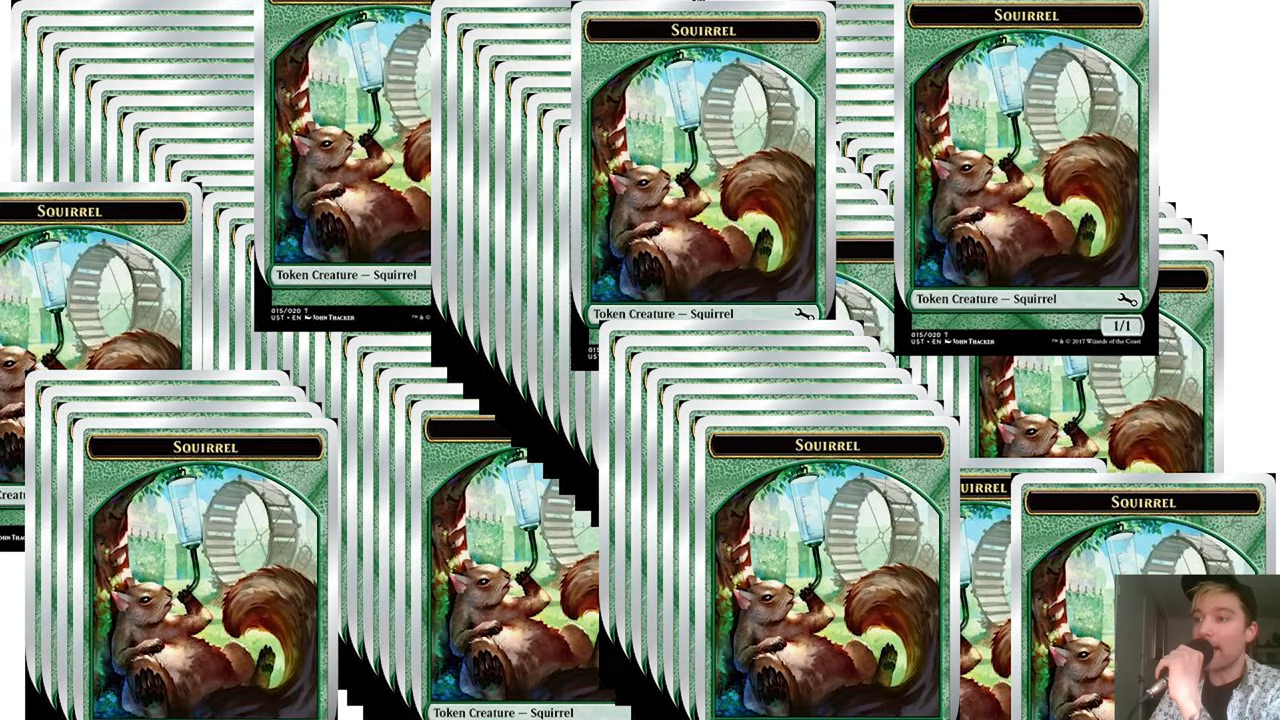 SQUIRREL
SQUIRREL
Token Creature — Squirrel
015/020 T
UST • EN JOHN THACKER
™ & ©
SQUIRREL
Token Creature — Squirrel
1/1
015/020 T
UST • EN JOHN THACKER
™ & © 2017 Wizards of the Coast
SQUIRREL
Token Creature — Squirrel
SQUIRREL
SQUIRREL
UIRREL
SQUIRREL
Token Creature — Squirrel